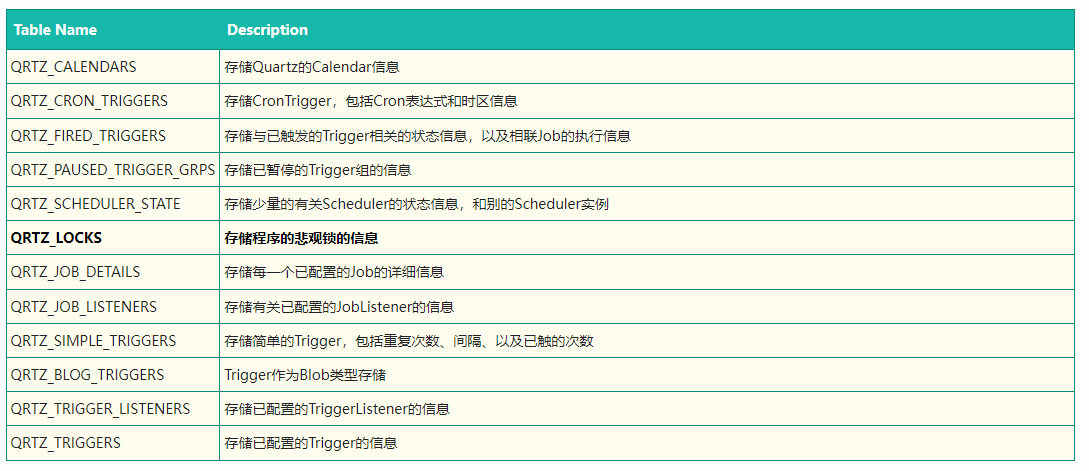 Table Name Description
QRTZ_CALENDARS 存储Quartz的Calendar信息
QRTZ_CRON_TRIGGERS 存储CronTrigger，包括Cron表达式和时区信息
QRTZ_FIRED_TRIGGERS 存储与已触发的Trigger相关的状态信息，以及相联Job的执行信息
QRTZ_PAUSED_TRIGGER_GRPS 存储已暂停的Trigger组的信息
QRTZ_SCHEDULER_STATE 存储少量的有关Scheduler的状态信息，和别的Scheduler实例
QRTZ_LOCKS 存储程序的悲观锁的信息
QRTZ_JOB_DETAILS 存储每一个已配置的Job的详细信息
QRTZ_JOB_LISTENERS 存储有关已配置的JobListener的信息
QRTZ_SIMPLE_TRIGGERS 存储简单的Trigger，包括重复次数、间隔、以及已触的次数
QRTZ_BLOG_TRIGGERS Trigger作为Blob类型存储
QRTZ_TRIGGER_LISTENERS 存储已配置的TriggerListener的信息
QRTZ_TRIGGERS 存储已配置的Trigger的信息